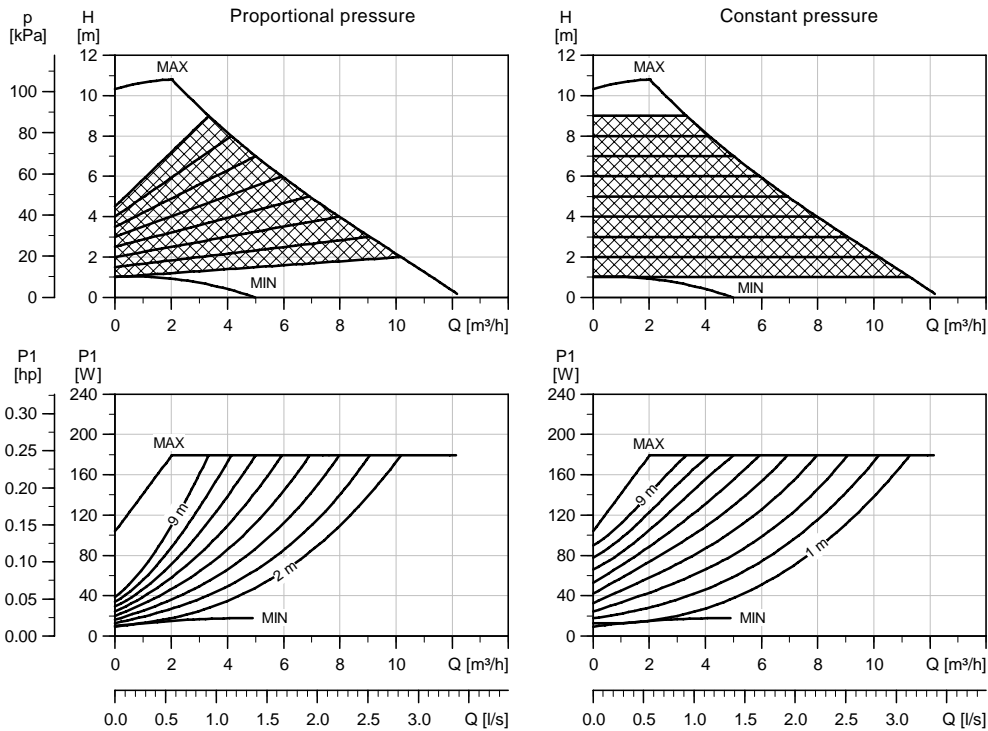 Proportional pressure
Constant pressure
p
[kPa]
H
[m]
H
[m]
12
10
8
6
4
2
0
100
80
60
40
20
0
MAX
MIN
0 2 4 6 8 10 Q [m³/h]
12
10
8
6
4
2
0
MAX
MIN
0 2 4 6 8 10 Q [m³/h]
P1
[hp]
P1
[W]
0.30
0.25
0.20
0.15
0.10
0.05
0.00
240
200
160
120
80
40
0
MAX
9 m
2 m
MIN
0 2 4 6 8 10 Q [m³/h]
0.0 0.5 1.0 1.5 2.0 2.5 3.0 Q [l/s]
P1
[W]
240
200
160
120
80
40
0
MAX
9 m
1 m
MIN
0 2 4 6 8 10 Q [m³/h]
0.0 0.5 1.0 1.5 2.0 2.5 3.0 Q [l/s]